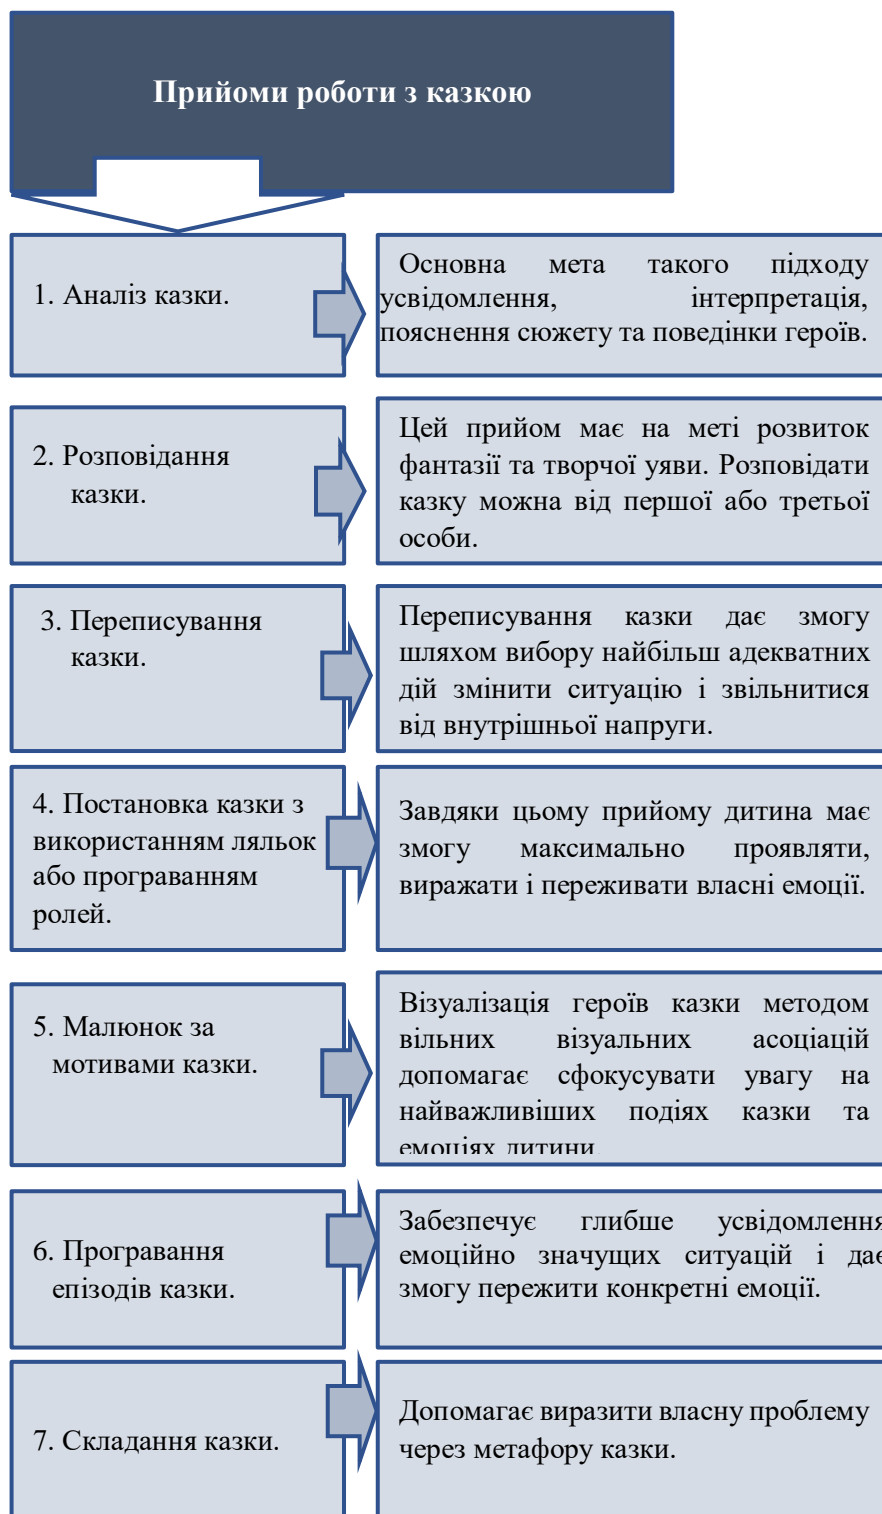 Прийоми роботи з казкою
1. Аналіз казки.
Основна мета такого підходу
усвідомлення, інтерпретація,
пояснення сюжету та поведінки героїв.
2. Розповідання
казки.
Цей прийом має на меті розвиток
фантазії та творчої уяви. Розповідати
казку можна від першої або третьої
особи.
3. Переписування
казки.
Переписування казки дає змогу
шляхом вибору найбільш адекватних
дій змінити ситуацію і звільнитися
від внутрішньої напруги.
4. Постановка казки з
використанням ляльок
або програванням
ролей.
Завдяки цьому прийому дитина має
змогу максимально проявляти,
виражати і переживати власні емоції.
5. Малюнок за
мотивами казки.
Візуалізація героїв казки методом
вільних візуальних асоціацій
допомагає сфокусувати увагу на
найважливіших подіях казки та
емоціях дитини.
6. Програвання
епізодів казки.
Забезпечує глибше усвідомлення
емоційно значущих ситуацій і дає
змогу пережити конкретні емоції.
7. Складання казки.
Допомагає виразити власну проблему
через метафору казки.